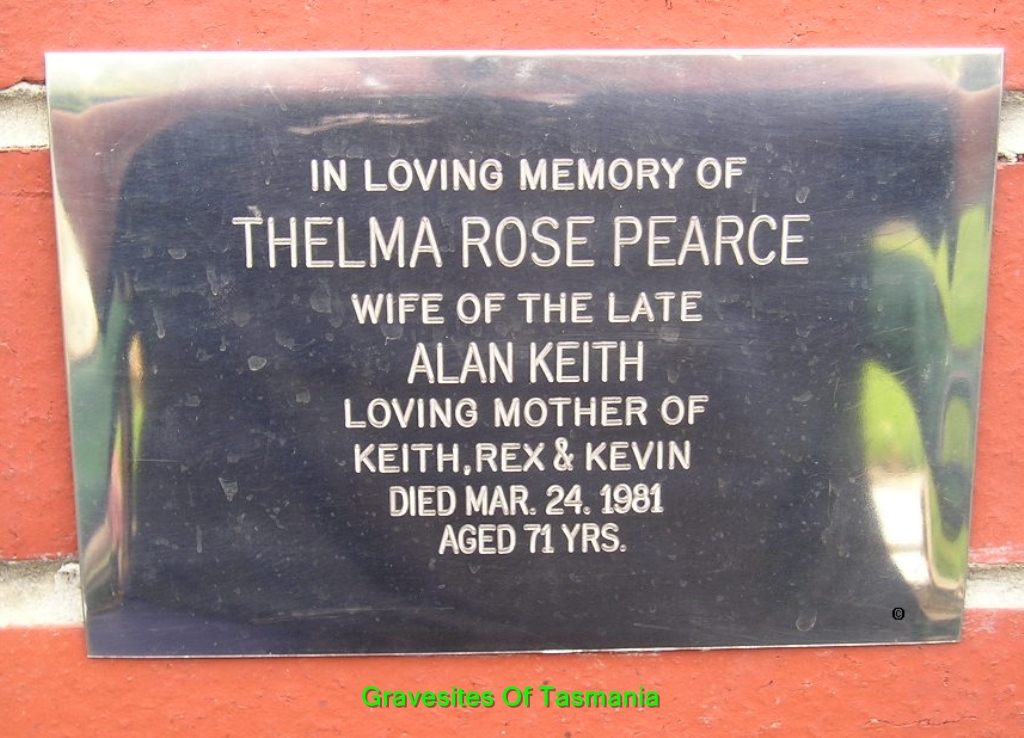 IN LOVING MEMORY OF
THELMA ROSE PEARCE
WIFE OF THE LATE
ALAN KEITH
LOVING MOTHER OF
KEITH, REX & KEVIN
DIED MAR. 24. 1981
AGED 71 YRS.
©
Gravesites Of Tasmania